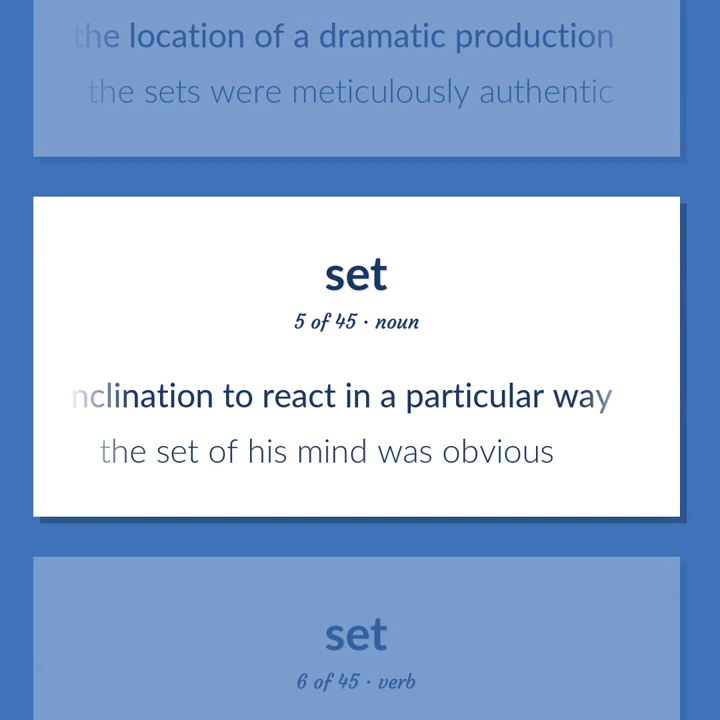 the location of a dramatic production
the sets were meticulously authentic
set
5 of 45 · noun
nclination to react in a particular way
the set of his mind was obvious
set
6 of 45 · verb